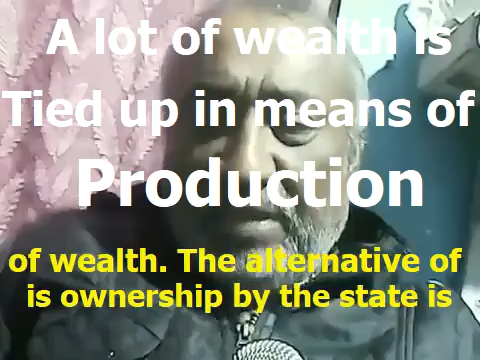 A lot of wealth is
Tied up in means of
Production
of wealth. The alternative of
is ownership by the state is